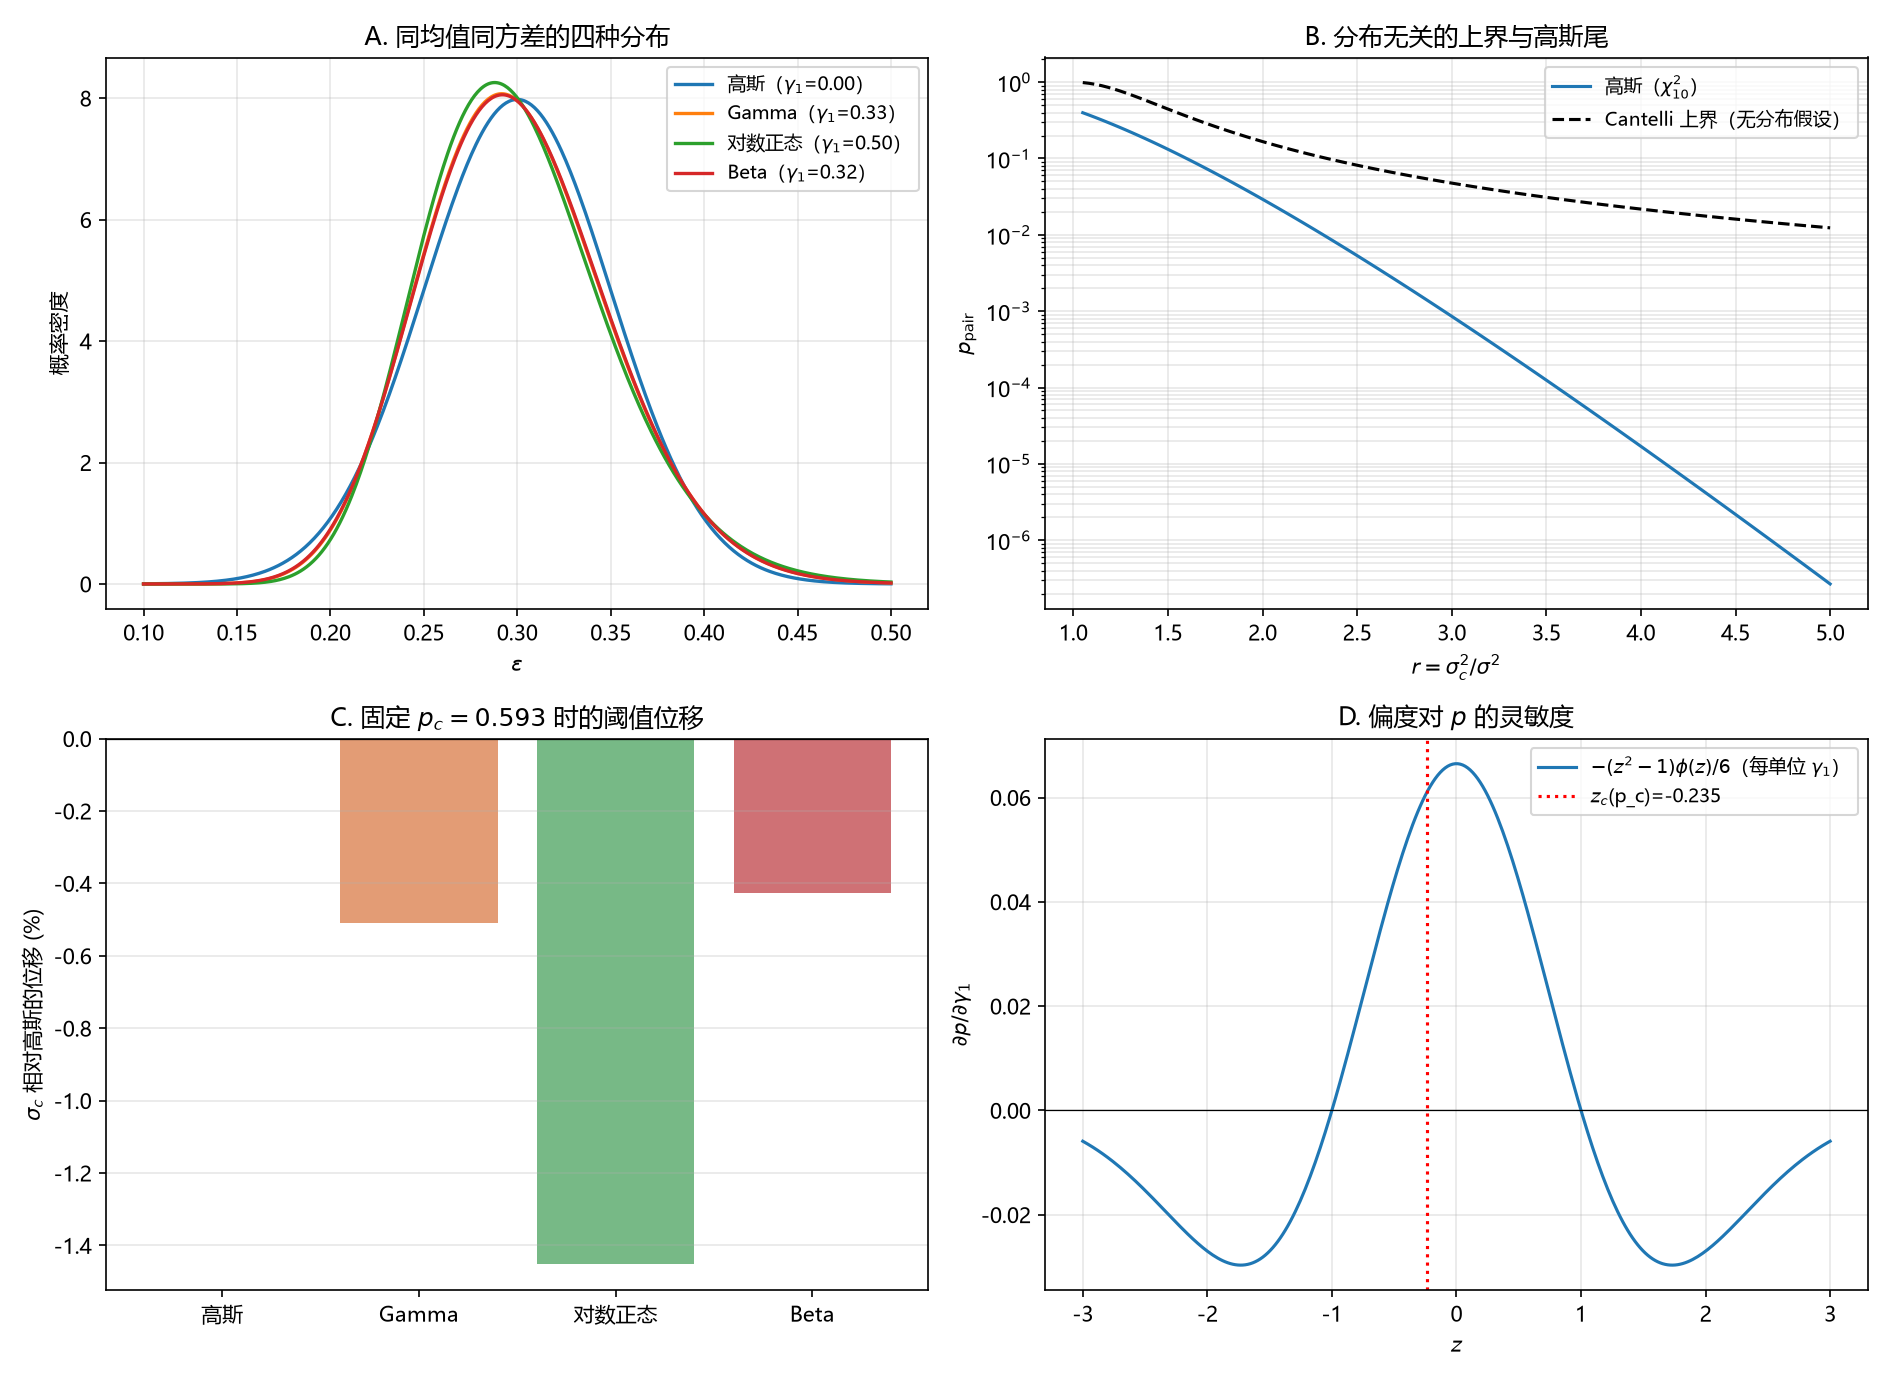 A. 同均值同方差的四种分布
高斯（γ₁=0.00）
Gamma（γ₁=0.33）
对数正态（γ₁=0.50）
Beta（γ₁=0.32）
8
6
4
2
0
概率密度
0.10 0.15 0.20 0.25 0.30 0.35 0.40 0.45 0.50
ε
B. 分布无关的上界与高斯尾
高斯（χ²₁₀）
Cantelli 上界（无分布假设）
10⁰
10⁻¹
10⁻²
10⁻³
10⁻⁴
10⁻⁵
10⁻⁶
p_pair
1.0 1.5 2.0 2.5 3.0 3.5 4.0 4.5 5.0
r = σ_c²/σ²
C. 固定 p_c = 0.593 时的阈值位移
0.0
-0.2
-0.4
-0.6
-0.8
-1.0
-1.2
-1.4
σ_c 相对高斯的位移 (%)
高斯 Gamma 对数正态 Beta
D. 偏度对 p 的灵敏度
−(z² − 1)ϕ(z)/6（每单位 γ₁）
z_c(p_c)=-0.235
0.06
0.04
0.02
0.00
-0.02
∂p/∂γ₁
-3 -2 -1 0 1 2 3
z